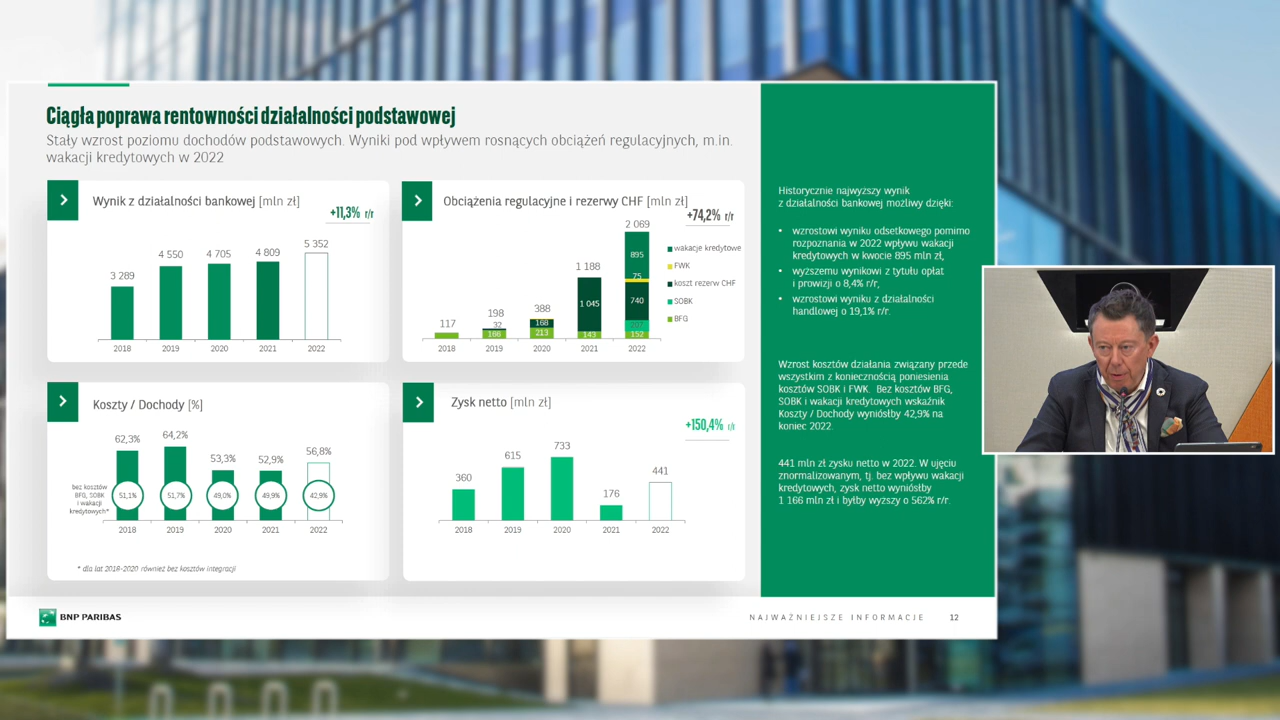 Ciągła poprawa rentowności działalności podstawowej
Stały wzrost poziomu dochodów podstawowych. Wyniki pod wpływem rosnących obciążeń regulacyjnych, m.in.
wakacji kredytowych w 2022
Wynik z działalności bankowej [mln zł]
+11,3% r/r
3 289
4 550
4 705
4 809
5 352
2018
2019
2020
2021
2022
Obciążenia regulacyjne i rezerwy CHF [mln zł]
+74,2% r/r
117
198
388
1 188
2 069
32
166
168
213
1 045
143
895
75
740
207
152
2018
2019
2020
2021
2022
wakacje kredytowe
FWK
koszt rezerw CHF
SOBK
BFG
Koszty / Dochody [%]
62,3%
64,2%
53,3%
52,9%
56,8%
bez kosztów
BFG, SOBK
i wakacji
kredytowych*
51,1%
51,7%
49,0%
49,9%
42,9%
2018
2019
2020
2021
2022
* dla lat 2018-2020 również bez kosztów integracji
Zysk netto [mln zł]
+150,4% r/r
360
615
733
176
441
2018
2019
2020
2021
2022
Historycznie najwyższy wynik
z działalności bankowej możliwy dzięki:
• wzrostowi wyniku odsetkowego pomimo
rozpoznania w 2022 wpływu wakacji
kredytowych w kwocie 895 mln zł,
• wyższemu wynikowi z tytułu opłat
i prowizji o 8,4% r/r,
• wzrostowi wyniku z działalności
handlowej o 19,1% r/r.
Wzrost kosztów działania związany przede
wszystkim z koniecznością poniesienia
kosztów SOBK i FWK. Bez kosztów BFG,
SOBK i wakacji kredytowych wskaźnik
Koszty / Dochody wyniósłby 42,9% na
koniec 2022.
441 mln zł zysku netto w 2022. W ujęciu
znormalizowanym, tj. bez wpływu wakacji
kredytowych, zysk netto wyniósłby
1 166 mln zł i byłby wyższy o 562% r/r.
BNP PARIBAS
NAJWAŻNIEJSZE INFORMACJE 12